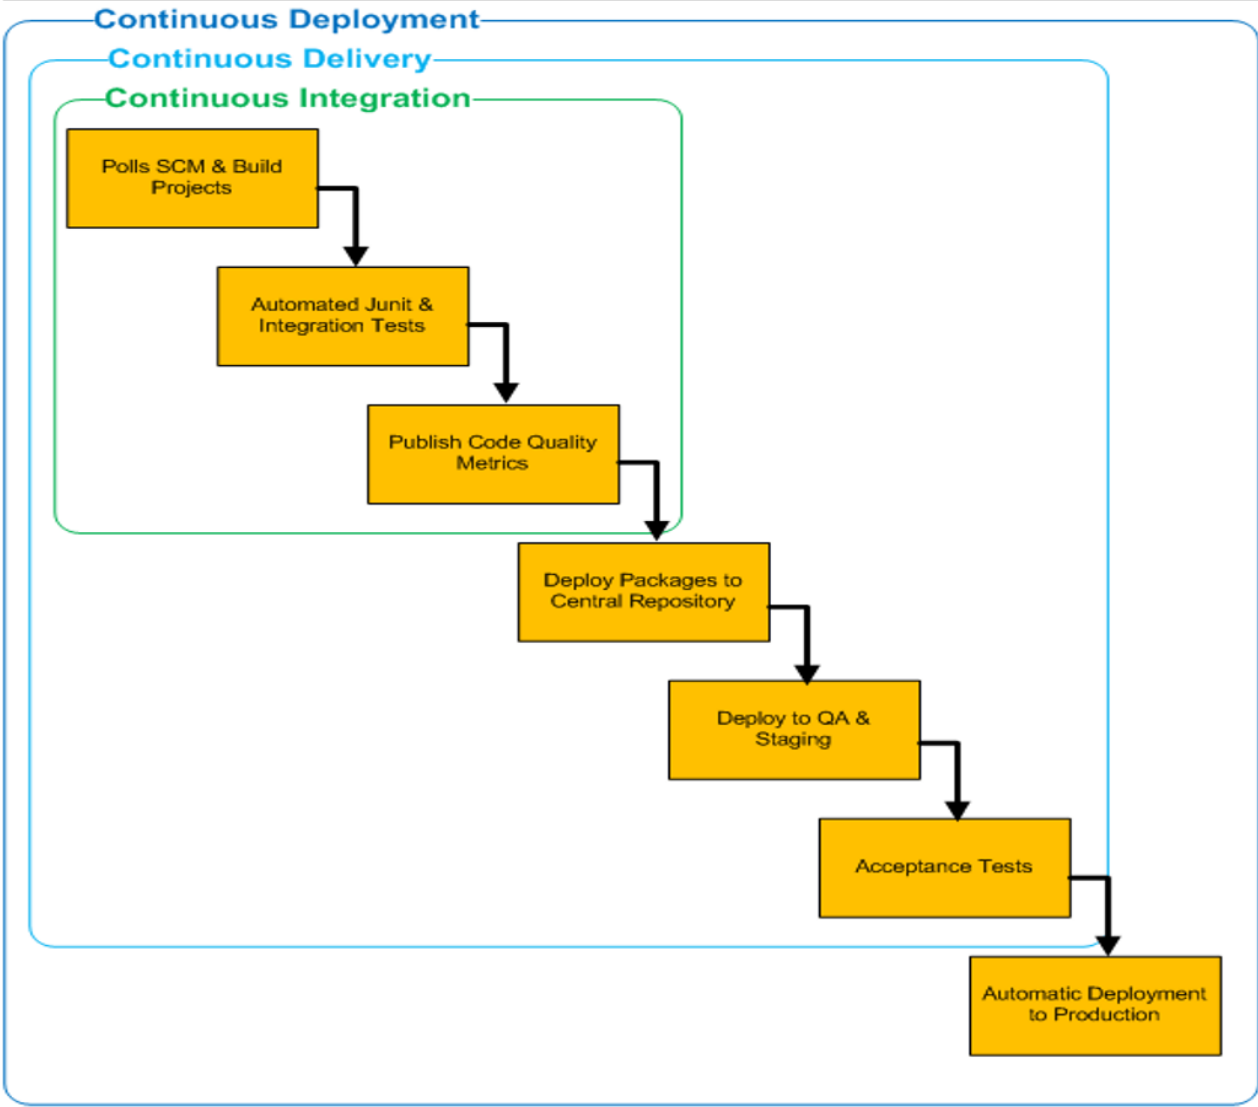 Continuous Deployment
Continuous Delivery
Continuous Integration
Polls SCM & Build
Projects
Automated Junit &
Integration Tests
Publish Code Quality
Metrics
Deploy Packages to
Central Repository
Deploy to QA &
Staging
Acceptance Tests
Automatic Deployment
to Production